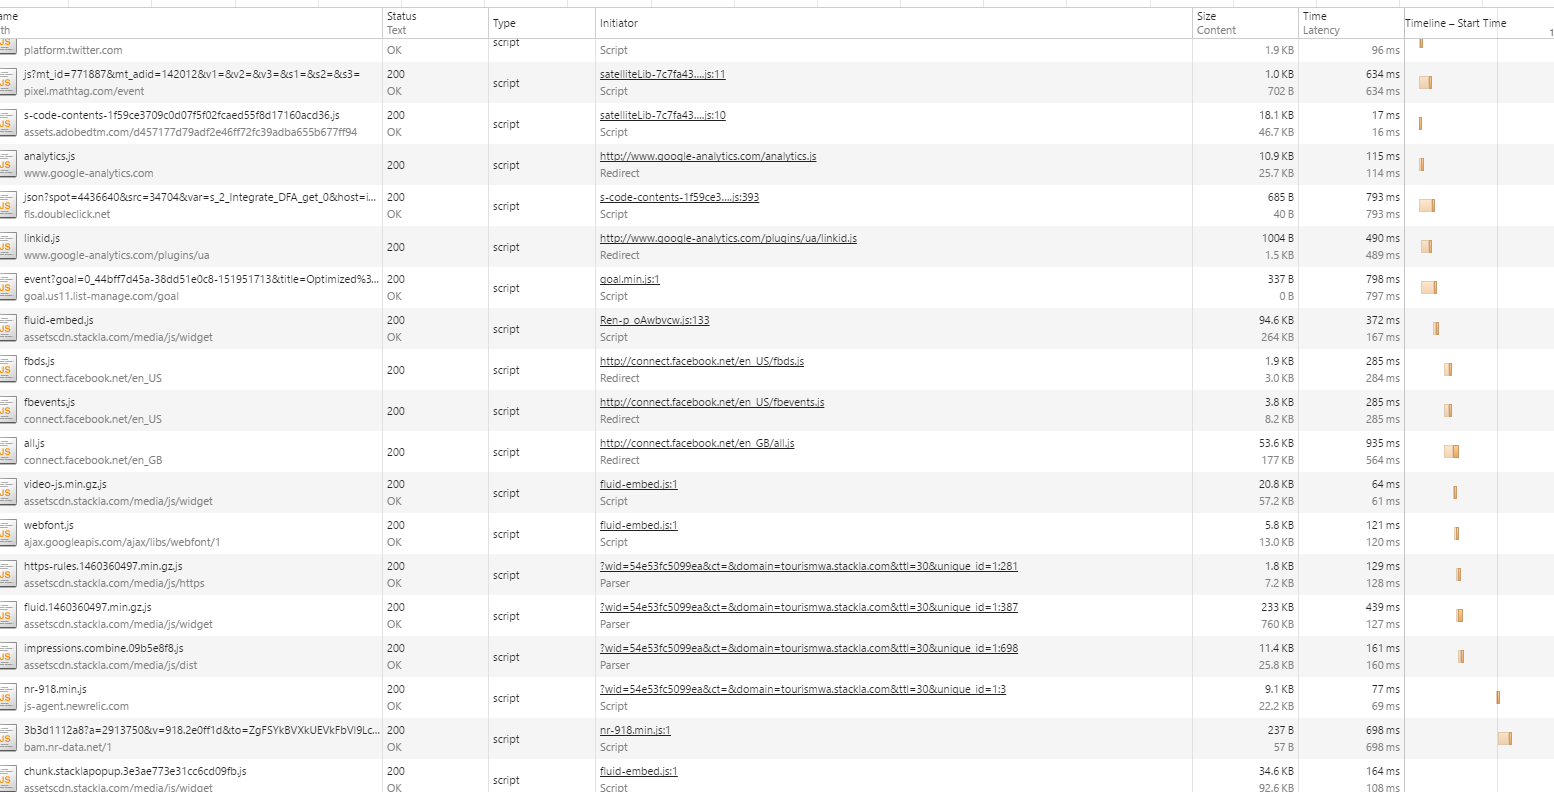 ame Status Type Initiator Size Time Timeline – Start Time
th Text Content Latency 1
script
platform.twitter.com OK Script 1.9 KB 96 ms
js?mt_id=771887&mt_adid=142012&v1=&v2=&v3=&s1=&s2=&s3= 200 script satelliteLib-7c7fa43....js:11 1.0 KB 634 ms
pixel.mathtag.com/event OK Script 702 B 634 ms
s-code-contents-1f59ce3709c0d07f5f02fcaed55f8d17160acd36.js 200 script satelliteLib-7c7fa43....js:10 18.1 KB 17 ms
assets.adobedtm.com/d457177d79adf2e46ff72fc39adba655b677ff94 OK Script 46.7 KB 16 ms
analytics.js 200 script http://www.google-analytics.com/analytics.js 10.9 KB 115 ms
www.google-analytics.com Redirect 25.7 KB 114 ms
json?spot=4436640&src=34704&var=s_2_Integrate_DFA_get_0&host=i... 200 script s-code-contents-1f59ce3....js:393 685 B 793 ms
fls.doubleclick.net OK Script 40 B 793 ms
linkid.js 200 script http://www.google-analytics.com/plugins/ua/linkid.js 1004 B 490 ms
www.google-analytics.com/plugins/ua Redirect 1.5 KB 489 ms
event?goal=0_44bff7d45a-38dd51e0c8-151951713&title=Optimized%3... 200 script goal.min.js:1 337 B 798 ms
goal.us11.list-manage.com/goal OK Script 0 B 797 ms
fluid-embed.js 200 script Ren-p_oAwbvcw.js:133 94.6 KB 372 ms
assetscdn.stackla.com/media/js/widget OK Script 264 KB 167 ms
fbds.js 200 script http://connect.facebook.net/en_US/fbds.js 1.9 KB 285 ms
connect.facebook.net/en_US Redirect 3.0 KB 284 ms
fbevents.js 200 script http://connect.facebook.net/en_US/fbevents.js 3.8 KB 285 ms
connect.facebook.net/en_US Redirect 8.2 KB 285 ms
all.js 200 script http://connect.facebook.net/en_GB/all.js 53.6 KB 935 ms
connect.facebook.net/en_GB Redirect 177 KB 564 ms
video-js.min.gz.js 200 script fluid-embed.js:1 20.8 KB 64 ms
assetscdn.stackla.com/media/js/widget OK Script 57.2 KB 61 ms
webfont.js 200 script fluid-embed.js:1 5.8 KB 121 ms
ajax.googleapis.com/ajax/libs/webfont/1 OK Script 13.0 KB 120 ms
https-rules.1460360497.min.gz.js 200 script ?wid=54e53fc5099ea&ct=&domain=tourismwa.stackla.com&ttl=30&unique_id=1:281 1.8 KB 129 ms
assetscdn.stackla.com/media/js/https OK Parser 7.2 KB 128 ms
fluid.1460360497.min.gz.js 200 script ?wid=54e53fc5099ea&ct=&domain=tourismwa.stackla.com&ttl=30&unique_id=1:387 233 KB 439 ms
assetscdn.stackla.com/media/js/widget OK Parser 760 KB 127 ms
impressions.combine.09b5e8f8.js 200 script ?wid=54e53fc5099ea&ct=&domain=tourismwa.stackla.com&ttl=30&unique_id=1:698 11.4 KB 161 ms
assetscdn.stackla.com/media/js/dist OK Parser 25.8 KB 160 ms
nr-918.min.js 200 script ?wid=54e53fc5099ea&ct=&domain=tourismwa.stackla.com&ttl=30&unique_id=1:3 9.1 KB 77 ms
js-agent.newrelic.com OK Script 22.2 KB 69 ms
3b3d1112a8?a=2913750&v=918.2e0ff1d&to=ZgFSYkBVXkUEVkFbVl9Lc... 200 script nr-918.min.js:1 237 B 698 ms
bam.nr-data.net/1 OK Script 57 B 698 ms
chunk.stacklapopup.3e3ae773e31cc6cd09fb.js 200 script fluid-embed.js:1 34.6 KB 164 ms
assetscdn.stackla.com/media/js/widget OK Script 92.6 KB 108 ms